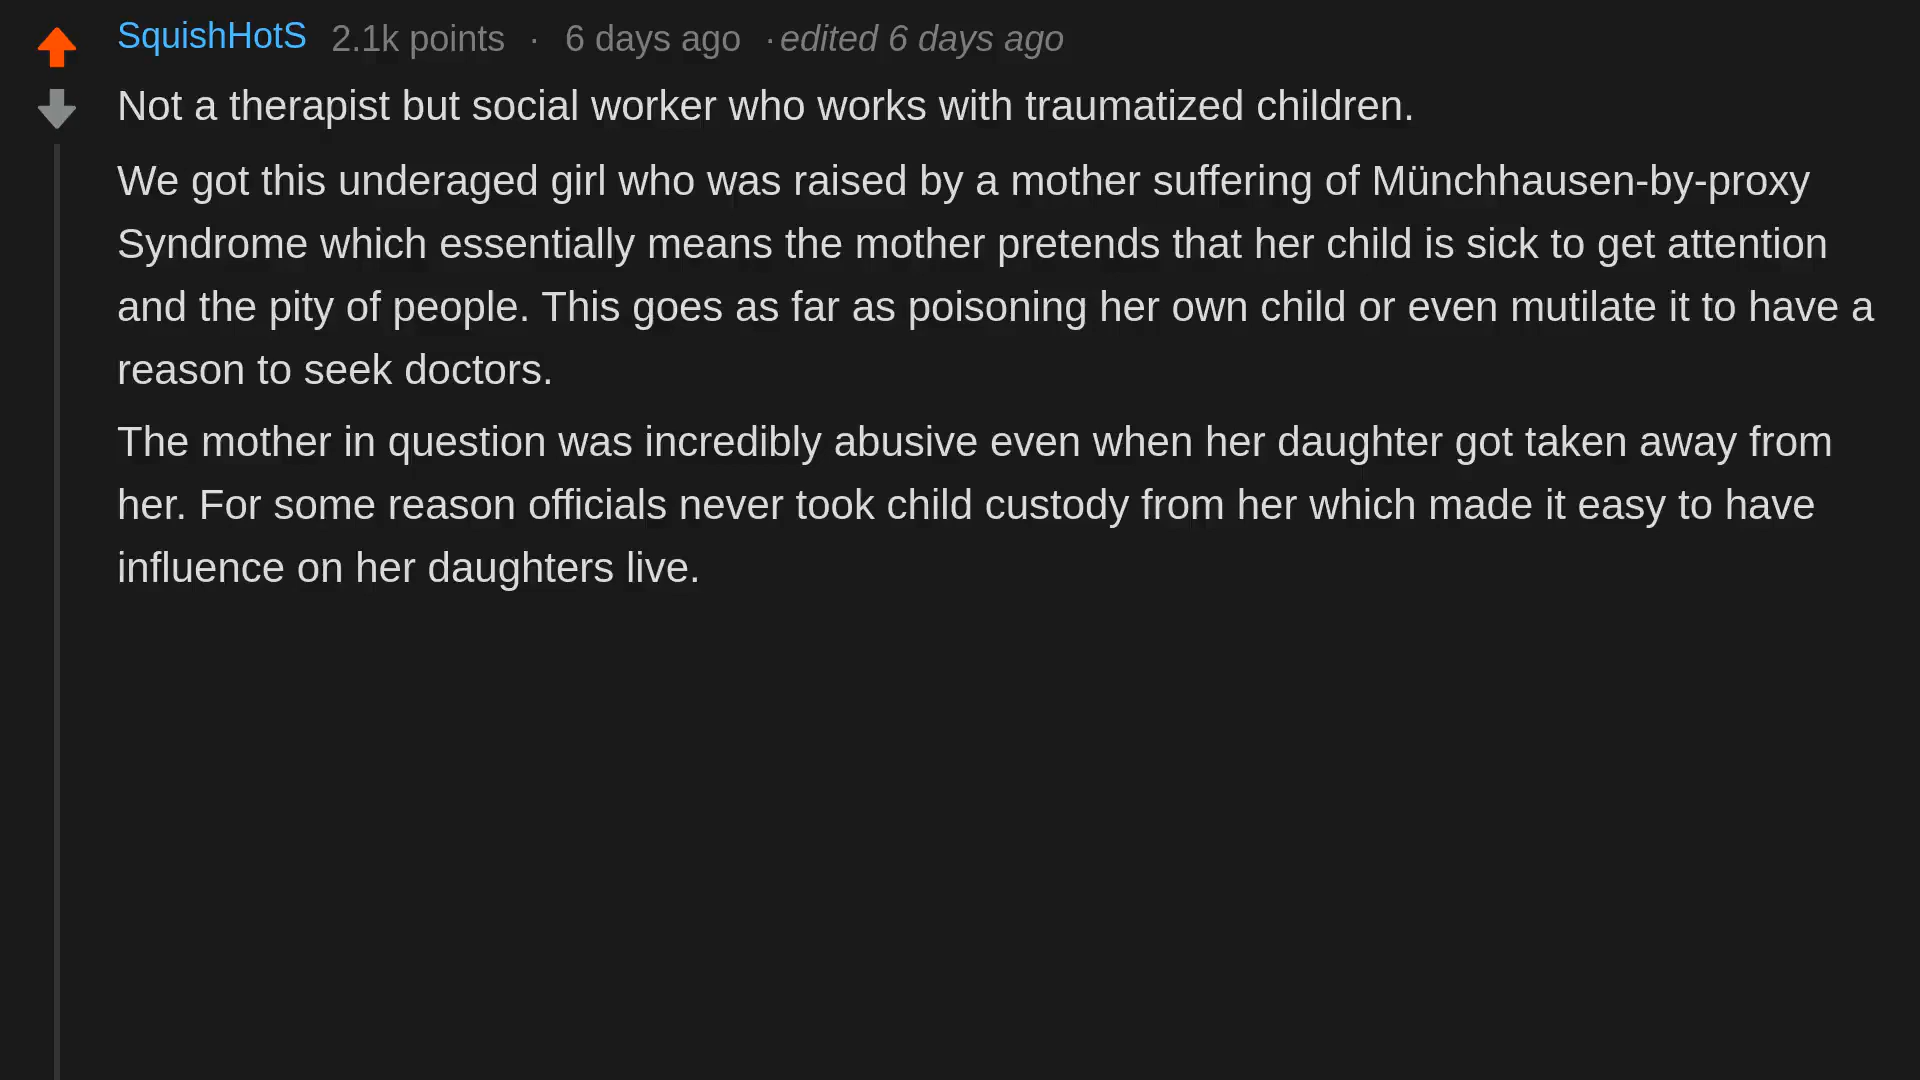 SquishHotS 2.1k points · 6 days ago · edited 6 days ago
Not a therapist but social worker who works with traumatized children.
We got this underaged girl who was raised by a mother suffering of Münchhausen-by-proxy
Syndrome which essentially means the mother pretends that her child is sick to get attention
and the pity of people. This goes as far as poisoning her own child or even mutilate it to have a
reason to seek doctors.
The mother in question was incredibly abusive even when her daughter got taken away from
her. For some reason officials never took child custody from her which made it easy to have
influence on her daughters live.